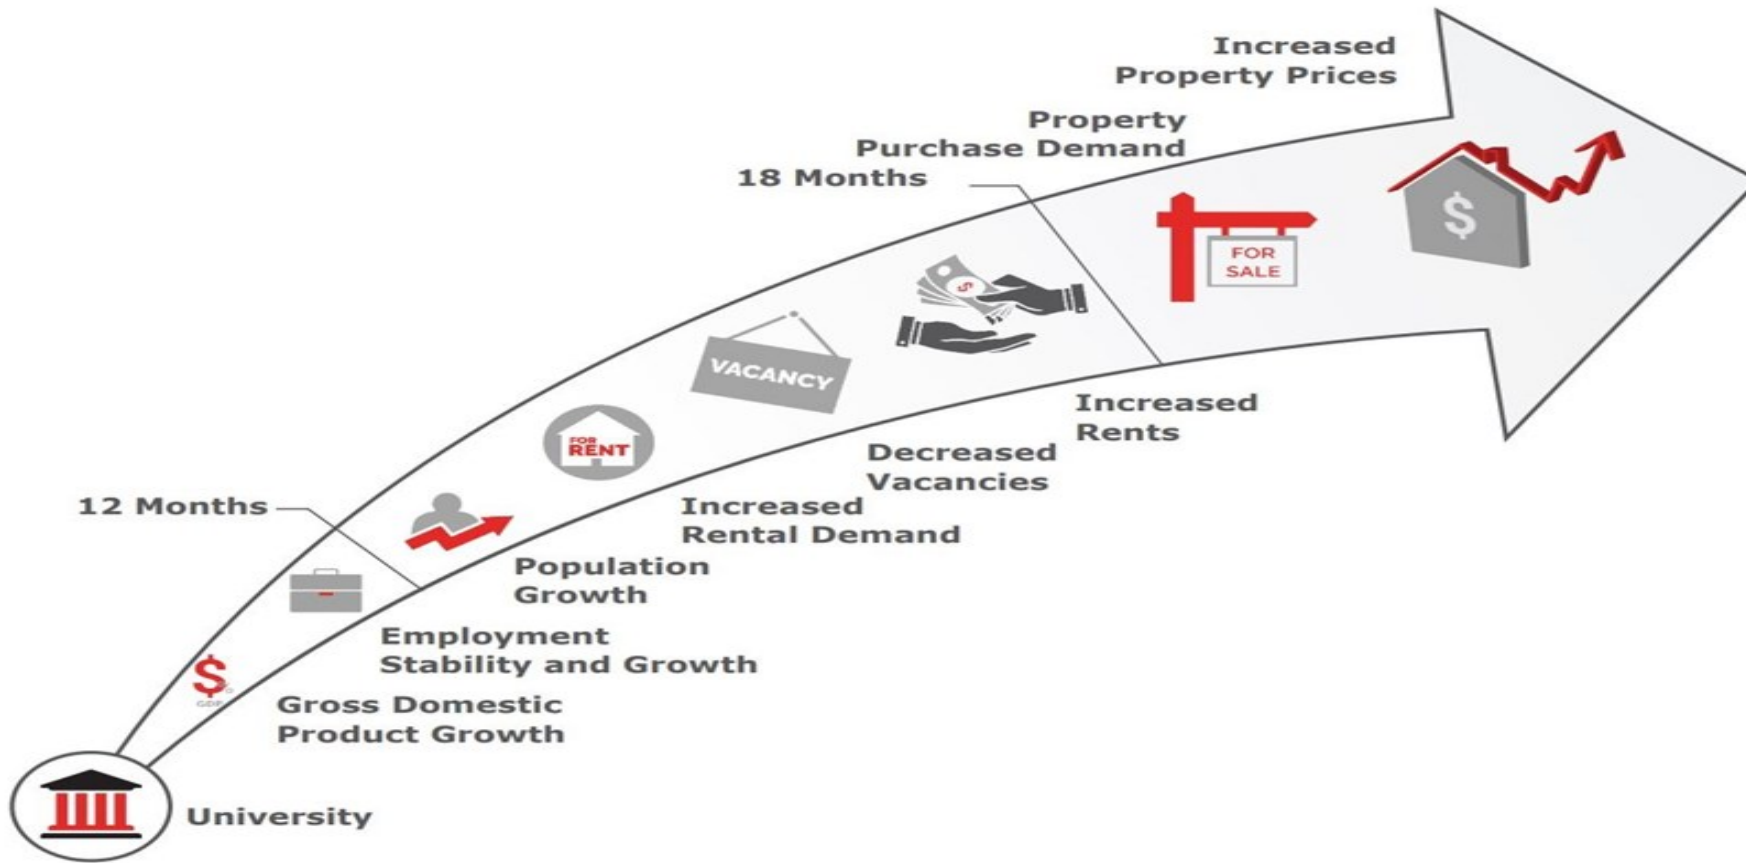 Increased
Property Prices
Property
Purchase Demand
18 Months
FOR
SALE
$
$
VACANCY
Increased
Rents
Decreased
Vacancies
FOR
RENT
12 Months
Increased
Rental Demand
Population
Growth
Employment
Stability and Growth
$
GDP
Gross Domestic
Product Growth
University